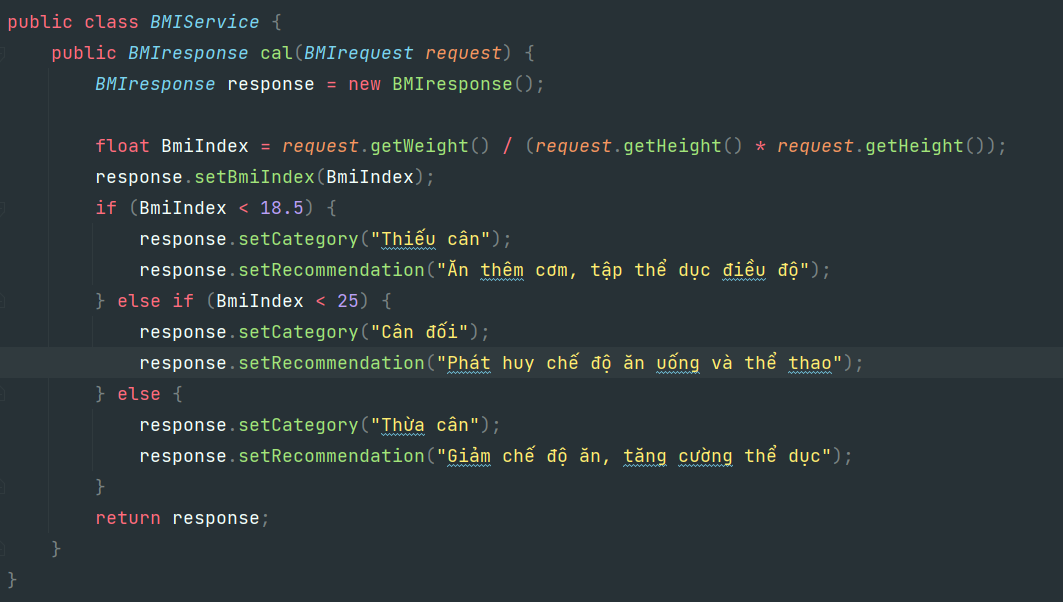 public class BMIService {
    public BMIresponse cal(BMIrequest request) {
        BMIresponse response = new BMIresponse();

        float BmiIndex = request.getWeight() / (request.getHeight() * request.getHeight());
        response.setBmiIndex(BmiIndex);
        if (BmiIndex < 18.5) {
            response.setCategory("Thiếu cân");
            response.setRecommendation("Ăn thêm cơm, tập thể dục điều độ");
        } else if (BmiIndex < 25) {
            response.setCategory("Cân đối");
            response.setRecommendation("Phát huy chế độ ăn uống và thể thao");
        } else {
            response.setCategory("Thừa cân");
            response.setRecommendation("Giảm chế độ ăn, tăng cường thể dục");
        }
        return response;
    }
}